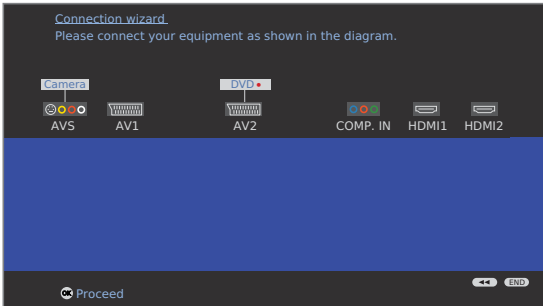 Connection wizard
Please connect your equipment as shown in the diagram.
Camera DVD
AVS AV1 AV2 COMP. IN HDMI1 HDMI2
END
OK Proceed